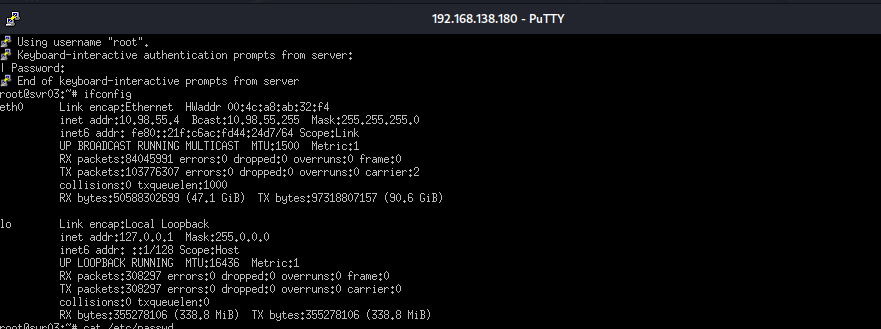 192.168.138.180 - PuTTY
Using username "root".
Keyboard-interactive authentication prompts from server:
| Password:
End of keyboard-interactive prompts from server
root@svr03:~# ifconfig
eth0 Link encap:Ethernet HWaddr 00:4c:a8:ab:32:f4
inet addr:10.98.55.4 Bcast:10.98.55.255 Mask:255.255.255.0
inet6 addr: fe80::21f:c6ac:fd44:24d7/64 Scope:Link
UP BROADCAST RUNNING MULTICAST MTU:1500 Metric:1
RX packets:84045991 errors:0 dropped:0 overruns:0 frame:0
TX packets:103776307 errors:0 dropped:0 overruns:0 carrier:2
collisions:0 txqueuelen:1000
RX bytes:50588302699 (47.1 GiB) TX bytes:97318807157 (90.6 GiB)
lo Link encap:Local Loopback
inet addr:127.0.0.1 Mask:255.0.0.0
inet6 addr: ::1/128 Scope:Host
UP LOOPBACK RUNNING MTU:16436 Metric:1
RX packets:308297 errors:0 dropped:0 overruns:0 frame:0
TX packets:308297 errors:0 dropped:0 overruns:0 carrier:0
collisions:0 txqueuelen:0
RX bytes:355278106 (338.8 MiB) TX bytes:355278106 (338.8 MiB)
root@svr03:~# cat /etc/passwd